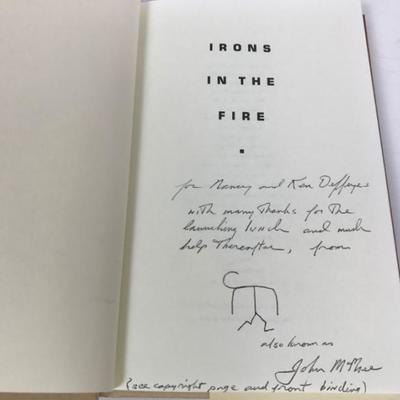 IRONS
IN THE
FIRE
for Nancy and Ken Deffeyes
with many thanks for the
launching lunch and much
help thereafter, from
also known as
John McPhee
(see copyright page and front binding)